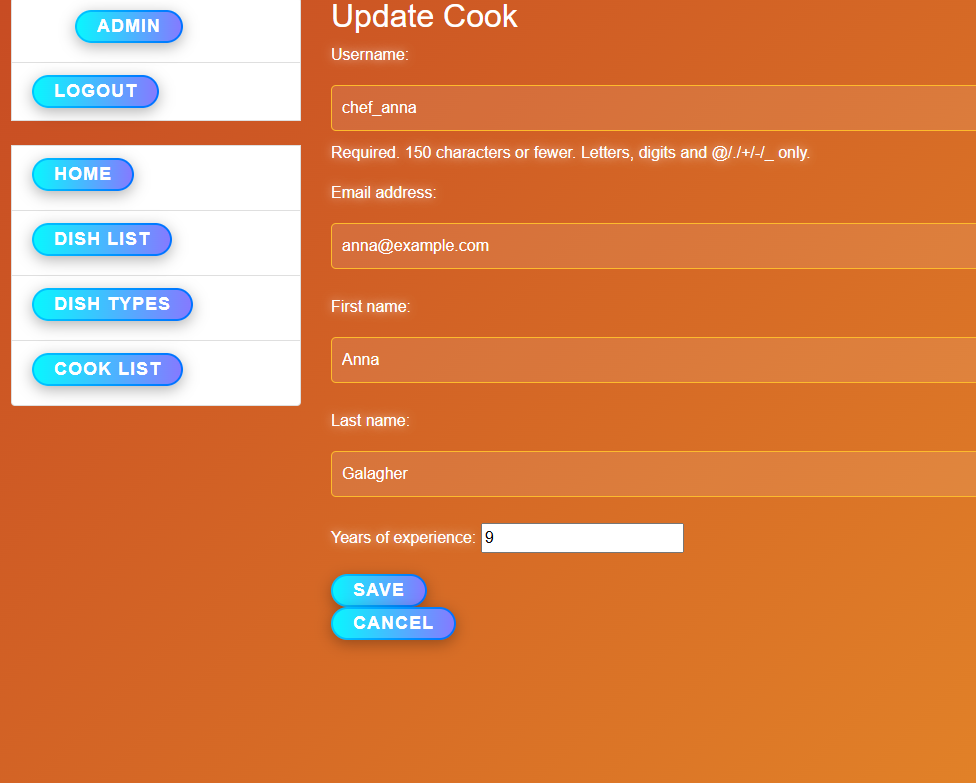 ADMIN
LOGOUT
HOME
DISH LIST
DISH TYPES
COOK LIST
Update Cook
Username:
chef_anna
Required. 150 characters or fewer. Letters, digits and @/./+/-/_ only.
Email address:
anna@example.com
First name:
Anna
Last name:
Galagher
Years of experience: 9
SAVE
CANCEL